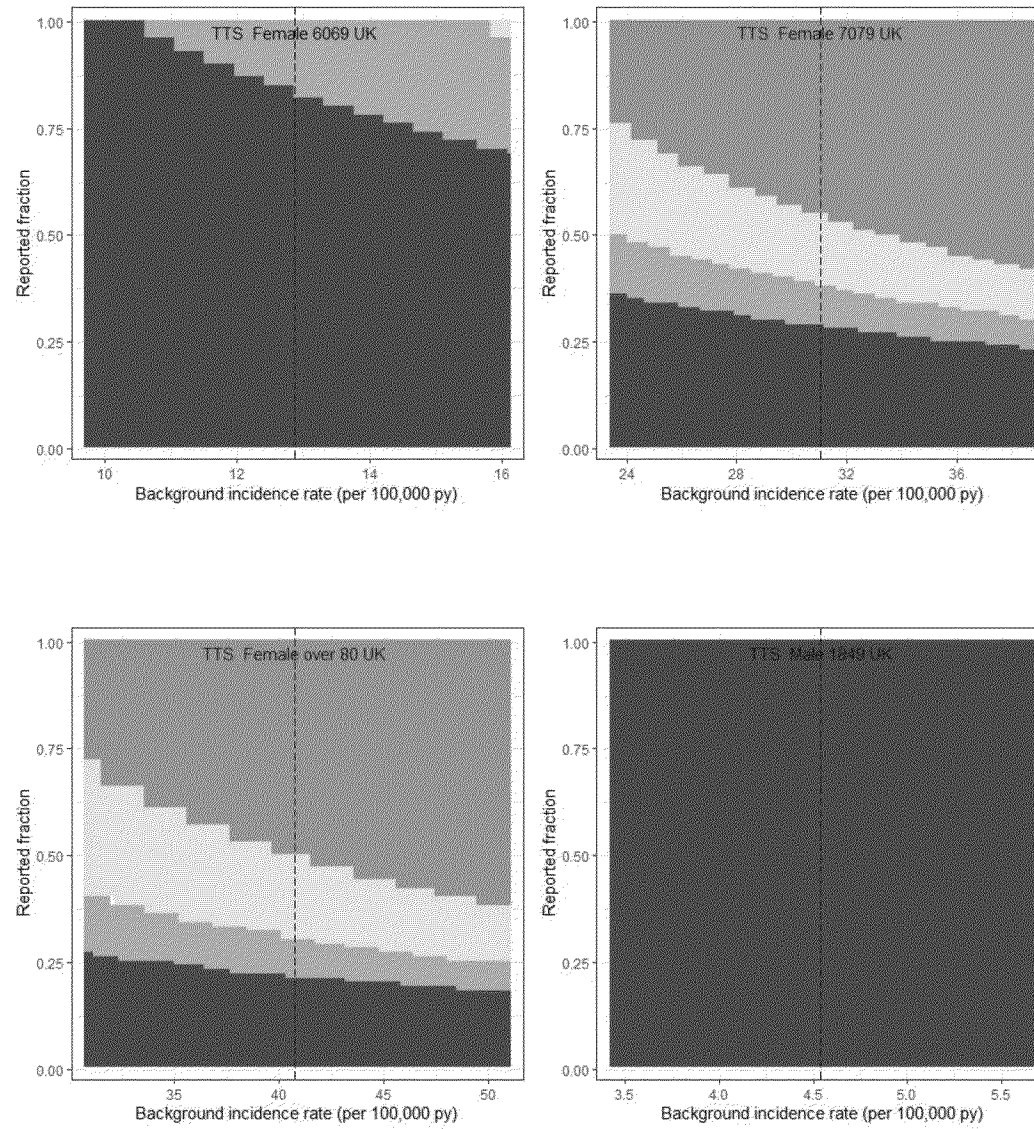 TTS Female 6069 UK
1.00
0.75
0.50
0.25
0.00
Reported fraction
10 12 14 16
Background incidence rate (per 100,000 py)
TTS Female 7079 UK
1.00
0.75
0.50
0.25
0.00
Reported fraction
24 28 32 36
Background incidence rate (per 100,000 py)
TTS Female over 80 UK
1.00
0.75
0.50
0.25
0.00
Reported fraction
35 45 50
Background incidence rate (per 100,000 py)
TTS Male 1849 UK
1.00
0.75
0.50
0.25
0.00
Reported fraction
3.5 4.0 4.5 5.0 5.5
Background incidence rate (per 100,000 py)